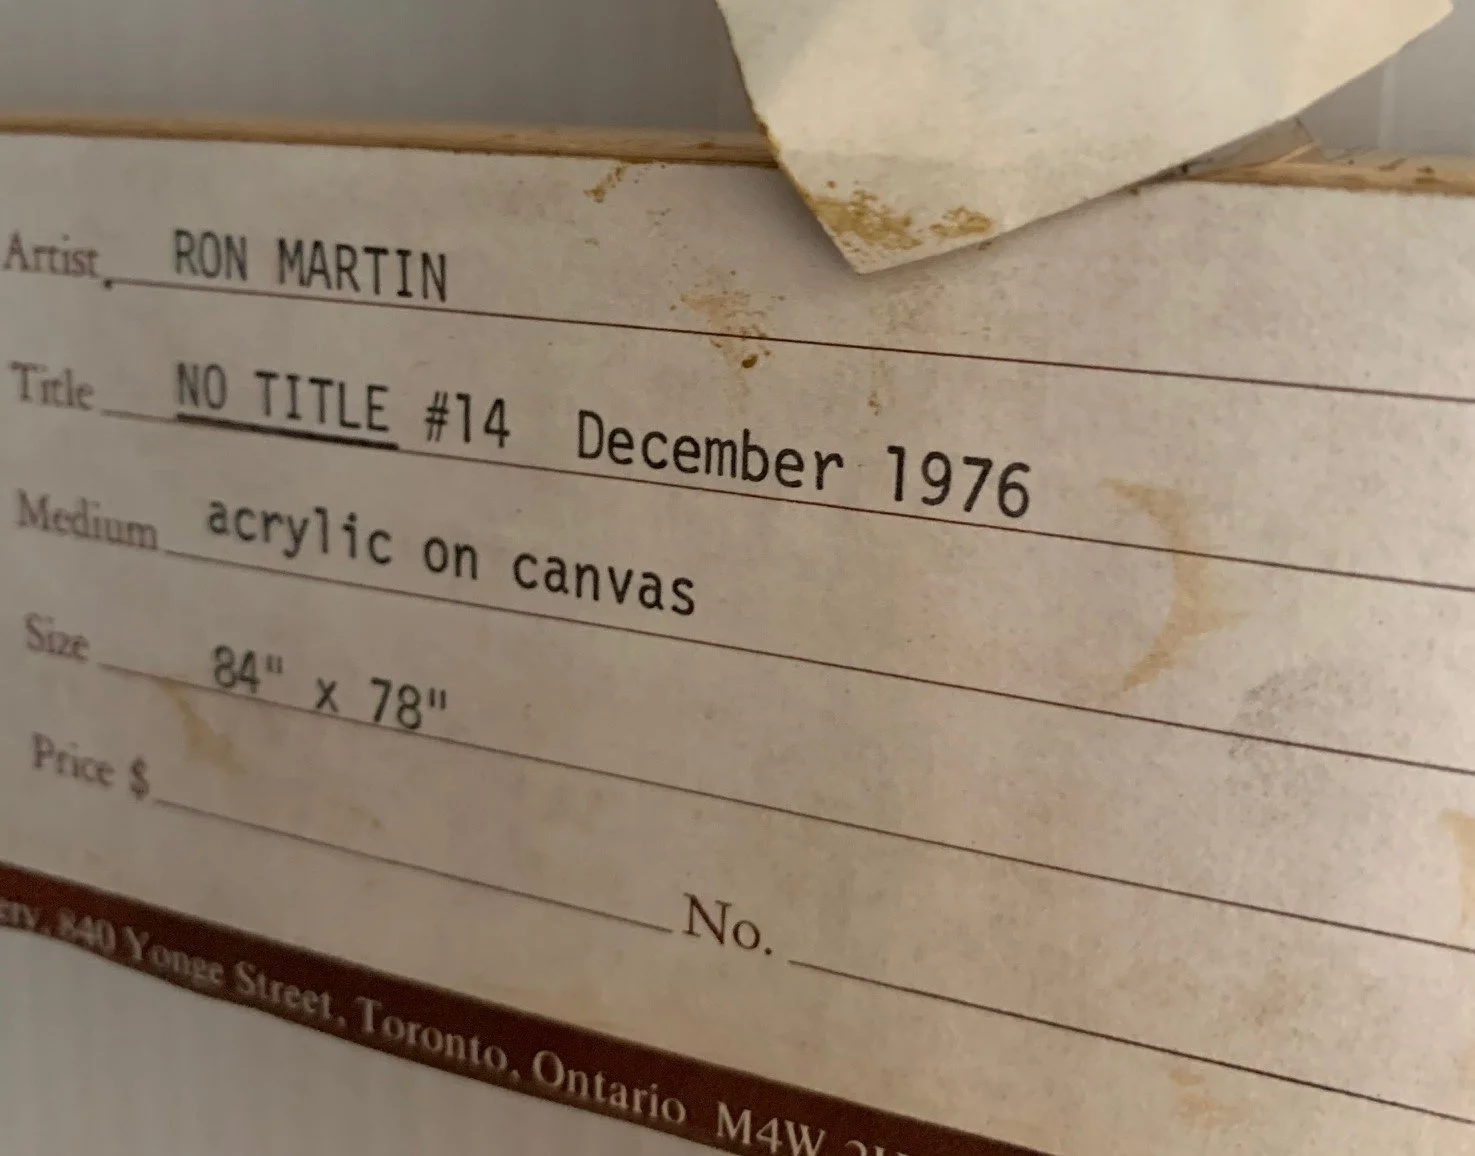 Artist RON MARTIN
Title NO TITLE #14 December 1976
Medium acrylic on canvas
Size 84" x 78"
Price $ No.
840 Yonge Street, Toronto, Ontario M4W